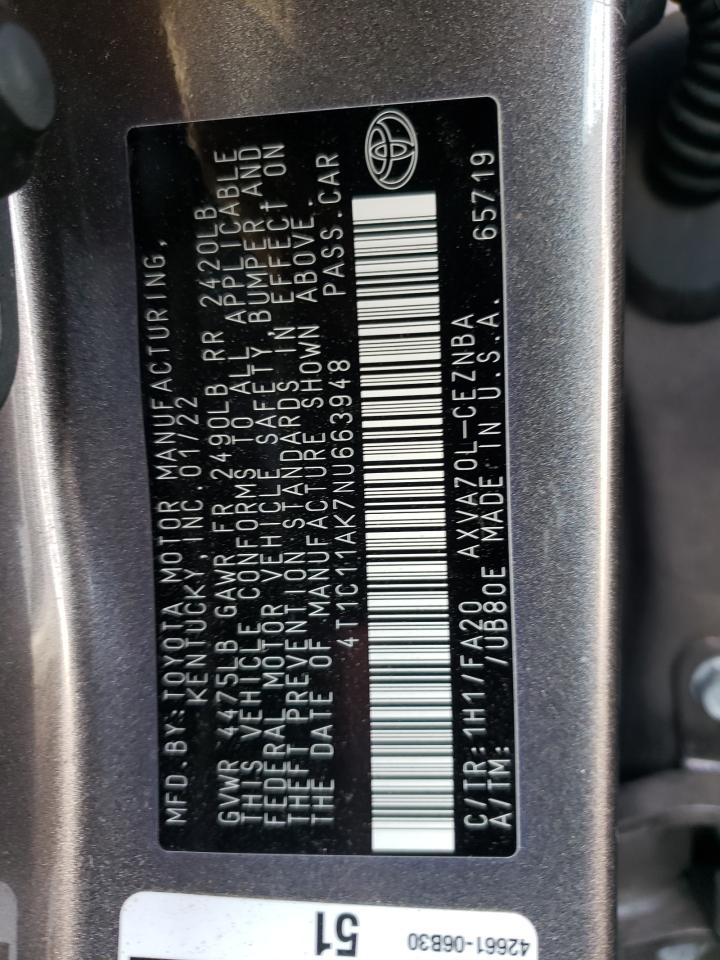 MFD.BY:TOYOTA MOTOR MANUFACTURING,
KENTUCKY, INC.01/22
GVWR 4475LB GAWR FR 2490LB RR 2420LB
THIS VEHICLE CONFORMS TO ALL APPLICABLE
FEDERAL MOTOR VEHICLE SAFETY, BUMPER, AND
THEFT PREVENTION STANDARDS IN EFFECT ON
THE DATE OF MANUFACTURE SHOWN ABOVE.
4T1C11AK7NU663948 PASS.CAR
C/TR:1H1/FA20 AXVA70L-CEZNBA 65719
A/TM: /UB80E MADE IN U.S.A.
51
42661-06B30